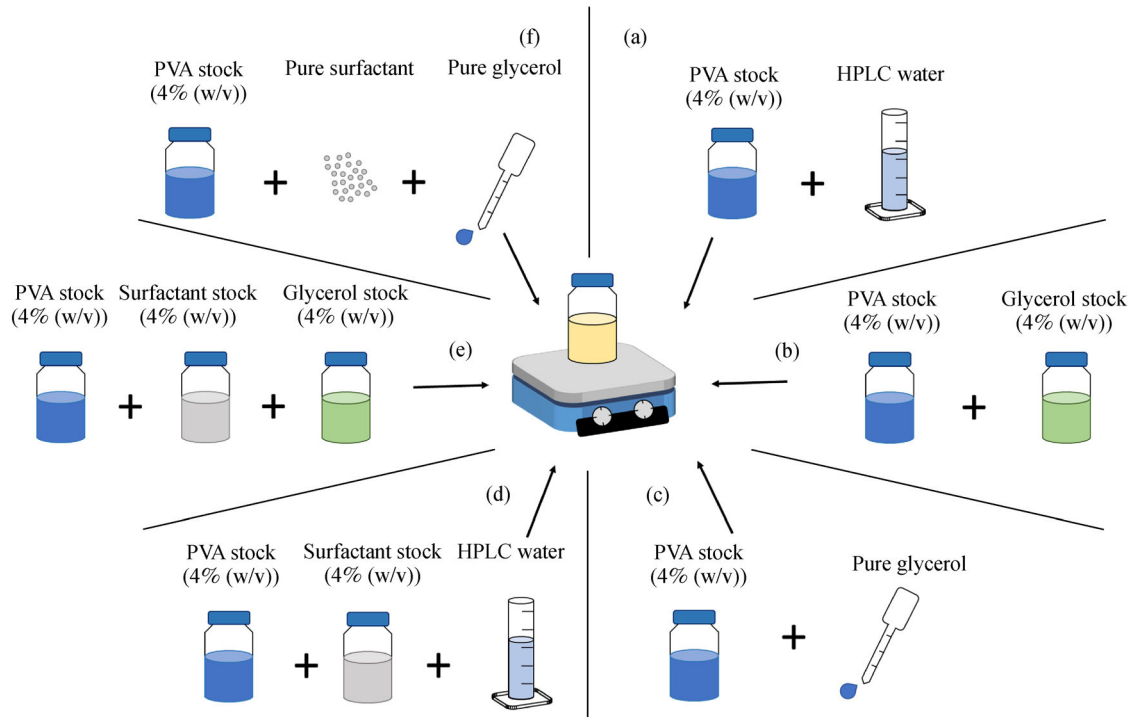 (f)
PVA stock
(4% (w/v))
Pure surfactant
Pure glycerol
(a)
PVA stock
(4% (w/v))
HPLC water
PVA stock
(4% (w/v))
Surfactant stock
(4% (w/v))
Glycerol stock
(4% (w/v))
(e)
(b)
PVA stock
(4% (w/v))
Glycerol stock
(4% (w/v))
(d)
PVA stock
(4% (w/v))
Surfactant stock
(4% (w/v))
HPLC water
(c)
PVA stock
(4% (w/v))
Pure glycerol